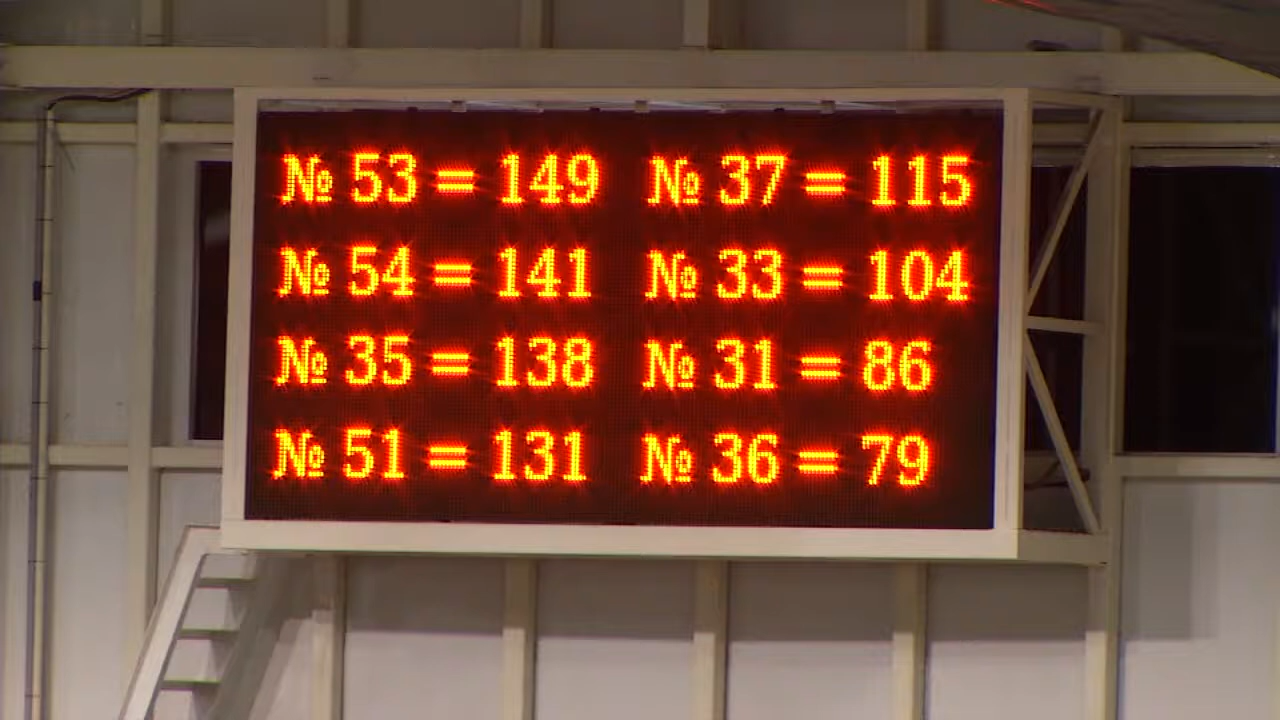 № 53 = 149 № 37 = 115
№ 54 = 141 № 33 = 104
№ 35 = 138 № 31 = 86
№ 51 = 131 № 36 = 79